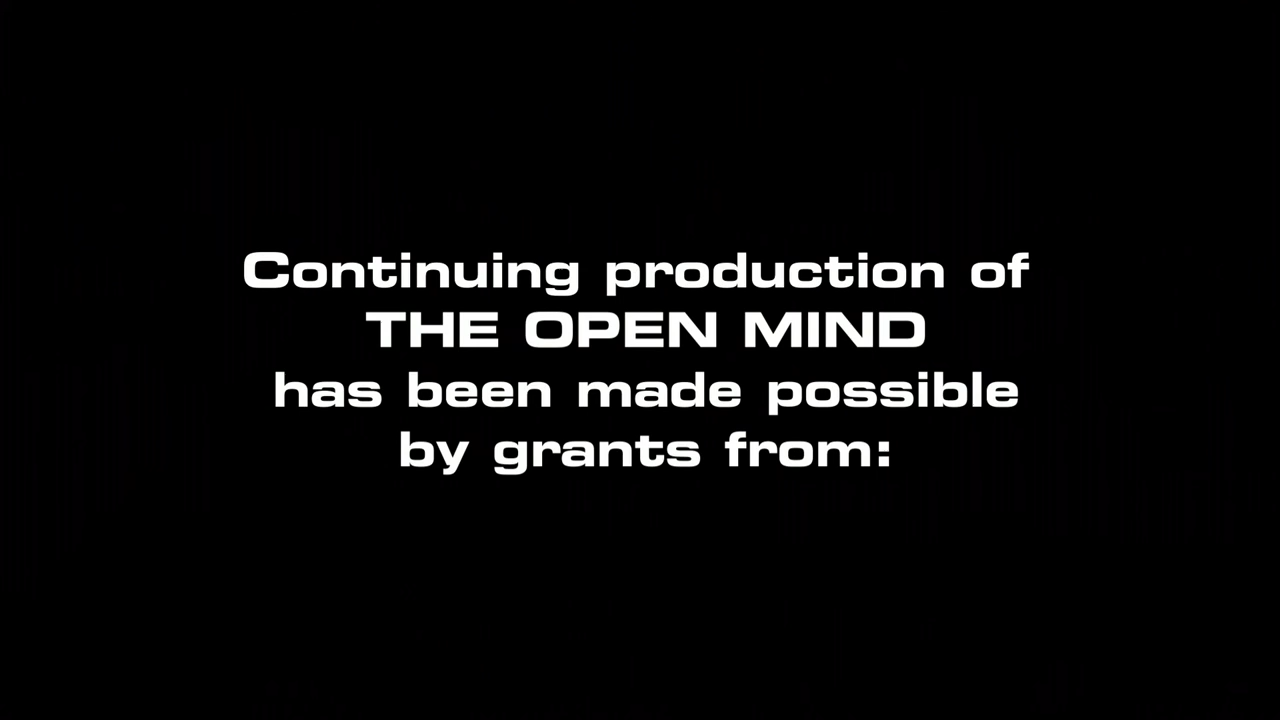 Continuing production of
THE OPEN MIND
has been made possible
by grants from: